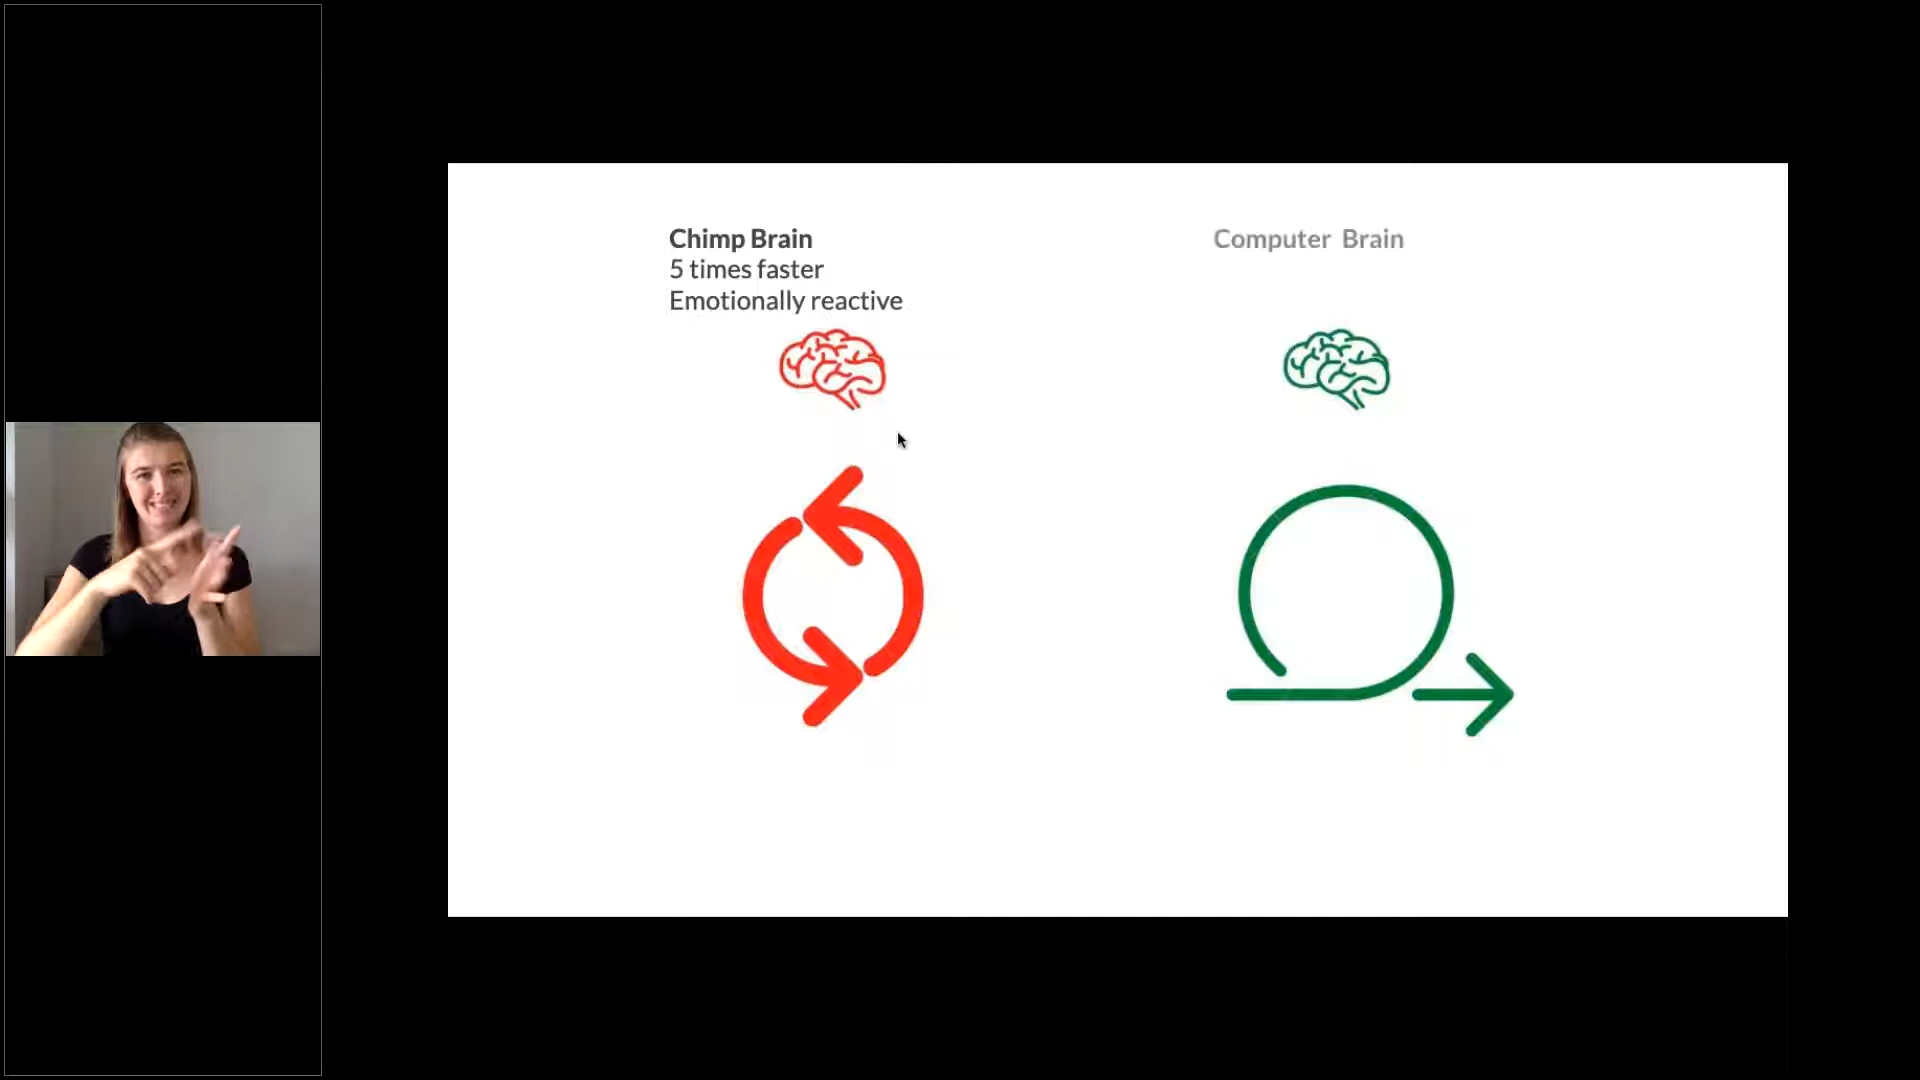 Chimp Brain
5 times faster
Emotionally reactive
Computer Brain